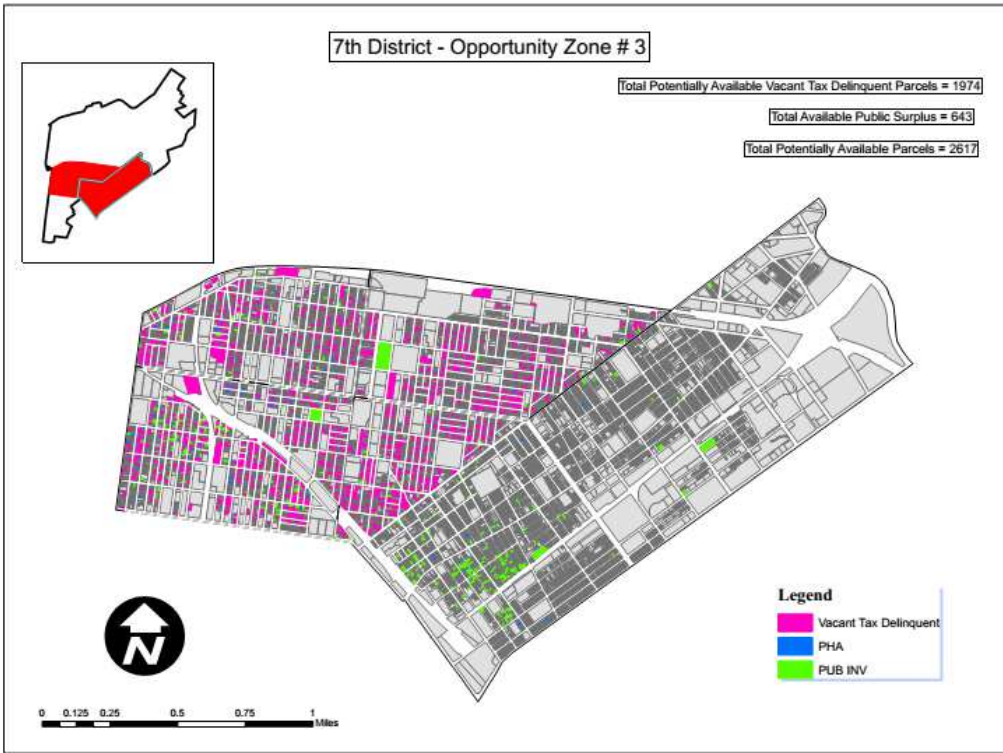 7th District - Opportunity Zone # 3
Total Potentially Available Vacant Tax Delinquent Parcels = 1974
Total Available Public Surplus = 643
Total Potentially Available Parcels = 2617
Legend
Vacant Tax Delinquent
PHA
PUB INV
N
0 0.125 0.25 0.5 0.75 1
Miles